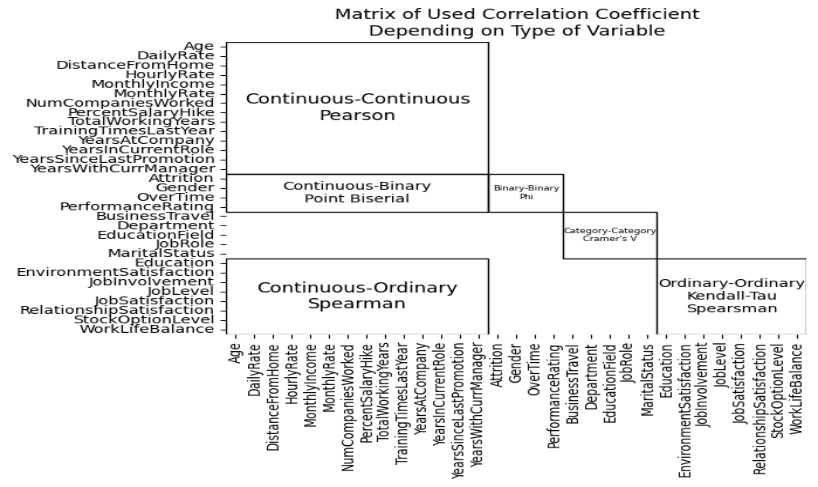 Matrix of Used Correlation Coefficient
Depending on Type of Variable
Age
DailyRate
DistanceFromHome
HourlyRate
MonthlyIncome
MonthlyRate
NumCompaniesWorked
PercentSalaryHike
TotalWorkingYears
TrainingTimesLastYear
YearsAtCompany
YearsInCurrentRole
YearsSinceLastPromotion
YearsWithCurrManager
Attrition
Gender
OverTime
PerformanceRating
BusinessTravel
Department
EducationField
JobRole
MaritalStatus
Education
EnvironmentSatisfaction
JobInvolvement
JobLevel
JobSatisfaction
RelationshipSatisfaction
StockOptionLevel
WorkLifeBalance
Continuous-Continuous
Pearson
Continuous-Binary
Point Biserial
Binary-Binary
Phi
Category-Category
Cramer's V
Continuous-Ordinary
Spearman
Ordinary-Ordinary
Kendall-Tau
Spearsman
Age
DailyRate
DistanceFromHome
HourlyRate
MonthlyIncome
MonthlyRate
NumCompaniesWorked
PercentSalaryHike
TotalWorkingYears
TrainingTimesLastYear
YearsAtCompany
YearsInCurrentRole
YearsSinceLastPromotion
YearsWithCurrManager
Attrition
Gender
OverTime
PerformanceRating
BusinessTravel
Department
EducationField
JobRole
MaritalStatus
Education
EnvironmentSatisfaction
JobInvolvement
JobLevel
JobSatisfaction
RelationshipSatisfaction
StockOptionLevel
WorkLifeBalance